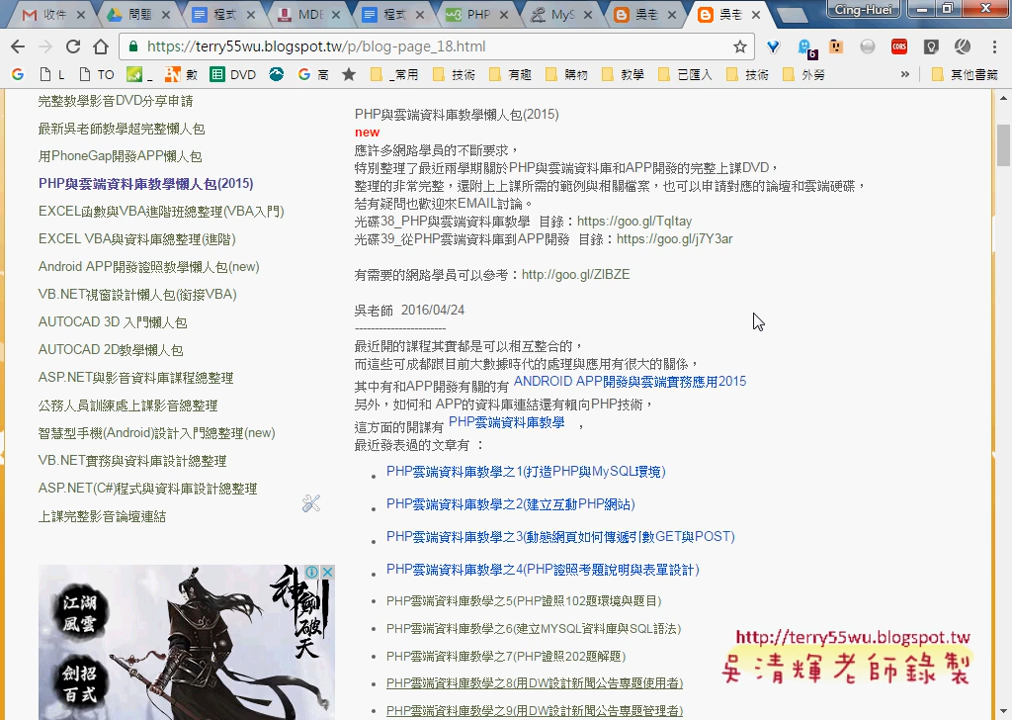 收件
問題
程式
MDE
程式
PHP
MyS
吳老
吳老
Cing-Huei
https://terry55wu.blogspot.tw/p/blog-page_18.html
L
TO
數
DVD
高
_常用
技術
有趣
購物
教學
已匯入
技術
外勞
»
其他書籤
完整教學影音DVD分享申請
最新吳老師教學超完整懶人包
用PhoneGap開發APP懶人包
PHP與雲端資料庫教學懶人包(2015)
EXCEL函數與VBA進階班總整理(VBA入門)
EXCEL VBA與資料庫總整理(進階)
Android APP開發證照教學懶人包(new)
VB.NET視窗設計懶人包(銜接VBA)
AUTOCAD 3D 入門懶人包
AUTOCAD 2D教學懶人包
ASP.NET與影音資料庫課程總整理
公務人員訓練處上課影音總整理
智慧型手機(Android)設計入門總整理(new)
VB.NET實務與資料庫設計總整理
ASP.NET(C#)程式與資料庫設計總整理
上課完整影音論壇連結
江湖
風雲
劍招
百式
神劍破天
PHP與雲端資料庫教學懶人包(2015)
new
應許多網路學員的不斷要求，
特別整理了最近兩學期關於PHP與雲端資料庫和APP開發的完整上課DVD，
整理的非常完整，還附上上課所需的範例與相關檔案，也可以申請對應的論壇和雲端硬碟，
若有疑問也歡迎來EMAIL討論。
光碟38_PHP與雲端資料庫教學 目錄：https://goo.gl/TqItay
光碟39_從PHP雲端資料庫到APP開發 目錄：https://goo.gl/j7Y3ar
有需要的網路學員可以參考：http://goo.gl/ZlBZE
吳老師 2016/04/24
-----------------------
最近開的課程其實都是可以相互整合的，
而這些可成都跟目前大數據時代的處理與應用有很大的關係，
其中有和APP開發有關的有 ANDROID APP開發與雲端實務應用2015
另外，如何和 APP的資料庫連結還有賴向PHP技術，
這方面的開課有 PHP雲端資料庫教學 ，
最近發表過的文章有 ：
• PHP雲端資料庫教學之1(打造PHP與MySQL環境)
• PHP雲端資料庫教學之2(建立互動PHP網站)
• PHP雲端資料庫教學之3(動態網頁如何傳遞引數GET與POST)
• PHP雲端資料庫教學之4(PHP證照考題說明與表單設計)
• PHP雲端資料庫教學之5(PHP證照102題環境與題目)
• PHP雲端資料庫教學之6(建立MYSQL資料庫與SQL語法)
• PHP雲端資料庫教學之7(PHP證照202題解題)
• PHP雲端資料庫教學之8(用DW設計新聞公告專題使用者)
• PHP雲端資料庫教學之9(用DW設計新聞公告專題管理者)
http://terry55wu.blogspot.tw
吳清輝老師錄製